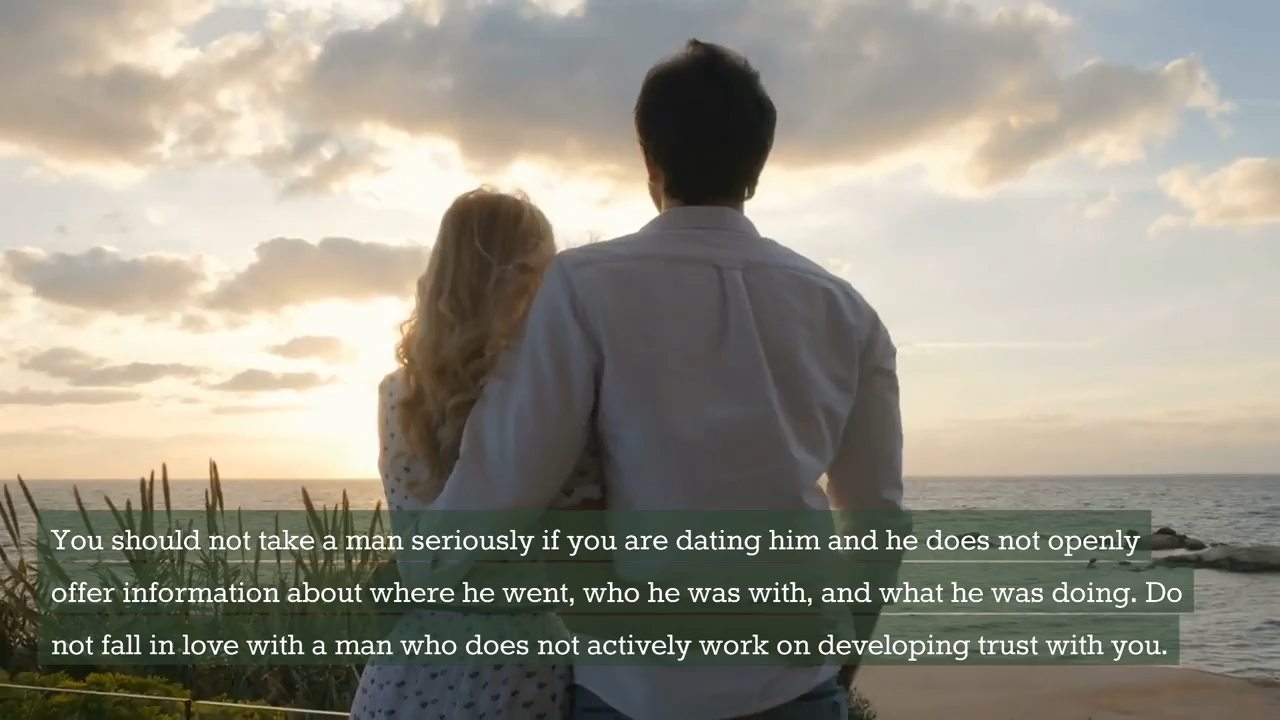 You should not take a man seriously if you are dating him and he does not openly
offer information about where he went, who he was with, and what he was doing. Do
not fall in love with a man who does not actively work on developing trust with you.